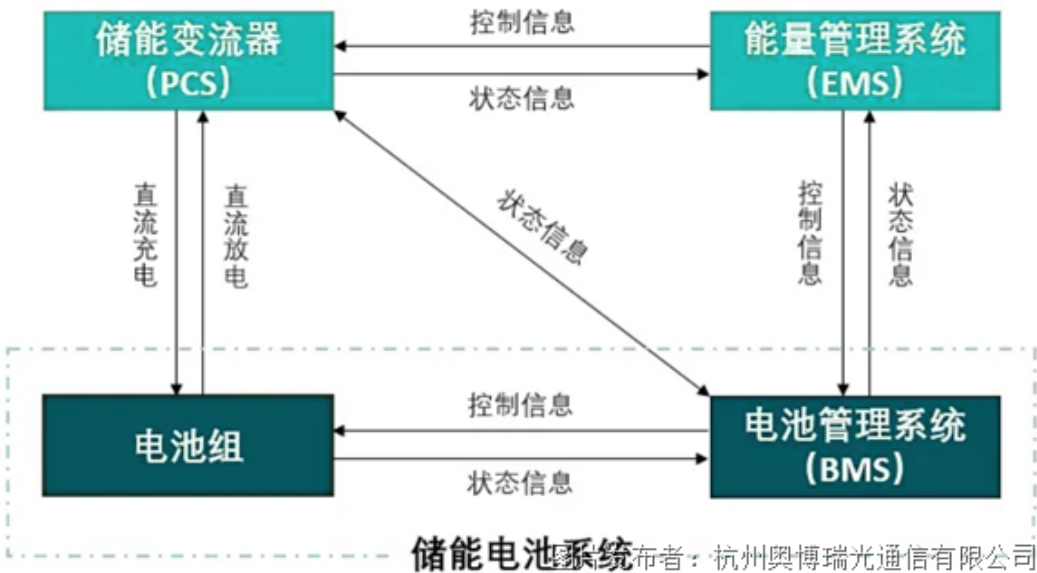 储能变流器
(PCS)
控制信息
状态信息
能量管理系统
(EMS)
直流充电
直流放电
状态信息
控制信息
状态信息
电池组
控制信息
状态信息
电池管理系统
(BMS)
储能电池系统
发布者：杭州奥博瑞光通信有限公司